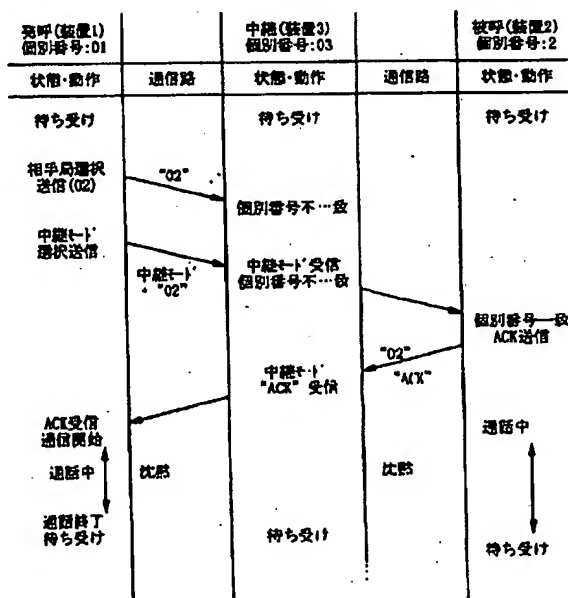 発呼(装置1)
個別番号:01
中継(装置3)
個別番号:03
被呼(装置2)
個別番号:2
状態・動作
通信路
状態・動作
通信路
状態・動作
待ち受け
待ち受け
待ち受け
相手局選択
送信(02)
"02"
個別番号不一致
中継モード
選択送信
中継モード
"02"
中継モード受信
個別番号不一致
個別番号一致
ACK送信
"02"
"ACK"
中継モード
"ACK" 受信
ACK受信
通信開始
通話中
沈黙
沈黙
通話中
通話終了
待ち受け
待ち受け
待ち受け